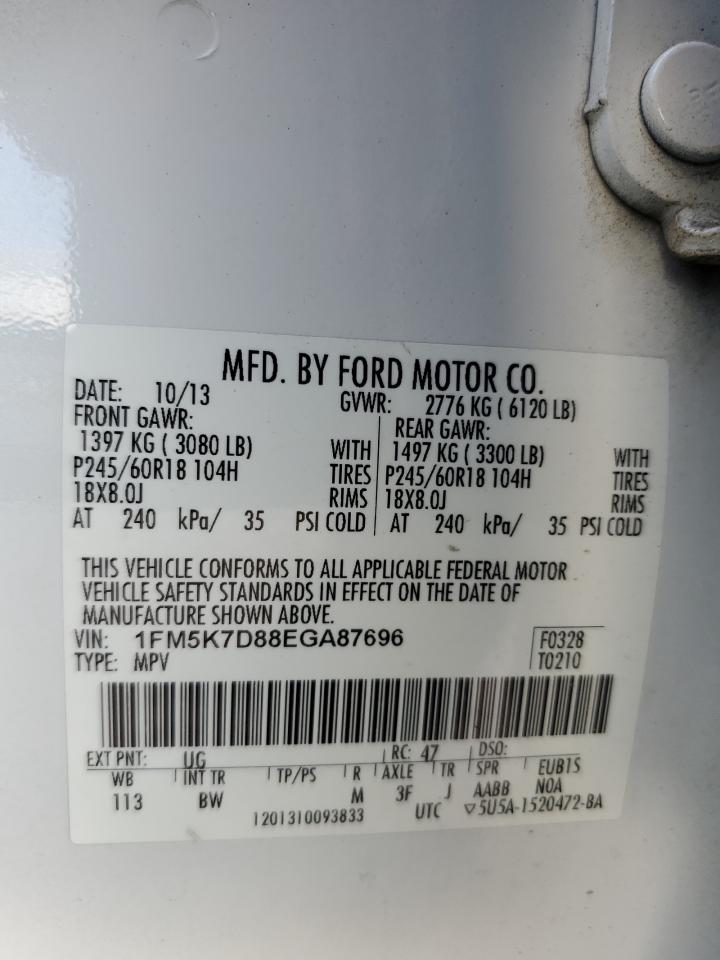 MFD. BY FORD MOTOR CO.
DATE: 10/13 GVWR: 2776 KG ( 6120 LB)
FRONT GAWR: REAR GAWR:
1397 KG ( 3080 LB) WITH 1497 KG ( 3300 LB) WITH
P245/60R18 104H TIRES P245/60R18 104H TIRES
18X8.0J RIMS 18X8.0J RIMS
AT 240 kPa/ 35 PSI COLD AT 240 kPa/ 35 PSI COLD
THIS VEHICLE CONFORMS TO ALL APPLICABLE FEDERAL MOTOR
VEHICLE SAFETY STANDARDS IN EFFECT ON THE DATE OF
MANUFACTURE SHOWN ABOVE.
VIN: 1FM5K7D88EGA87696 F0328
TYPE: MPV T0210
EXT PNT: UG RC: 47 DSO:
WB INT TR TP/PS R AXLE TR SPR EUB1S
113 BW M 3F J AABB NOA
1201310093833 UTC ▽5U5A-1520472-BA